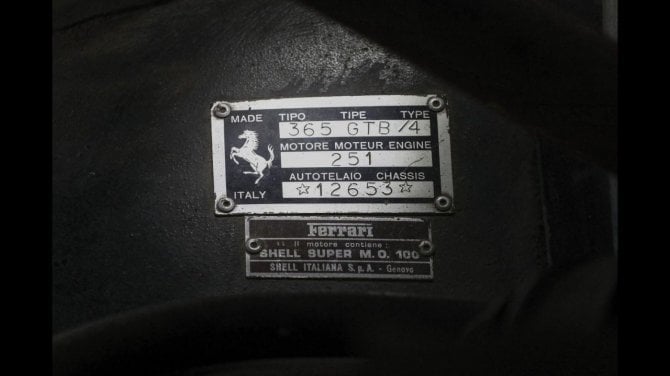 MADE TIPO TIPE TYPE
365 GTB/4
MOTORE MOTEUR ENGINE
251
AUTOTELAIO CHASSIS
ITALY ☆12653☆
Ferrari
Il motore contiene:
SHELL SUPER M.O. 100
SHELL ITALIANA S.p.A. - Genova